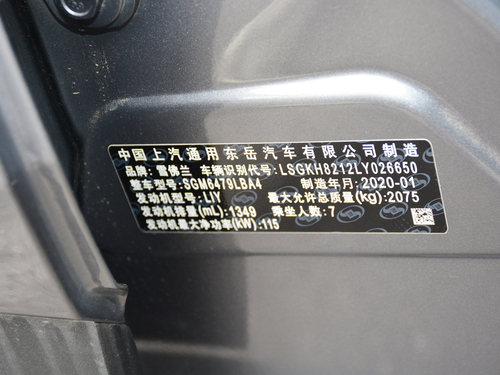 中国上汽通用东岳汽车有限公司制造
品牌: 雪佛兰 车辆识别代号: LSGKH8212LY026650
整车型号: SGM6479LBA4 制造年月: 2020-01
发动机型号: LIY 最大允许总质量(kg): 2075
发动机排量(mL): 1349 乘坐人数: 7
发动机最大净功率(kW): 115